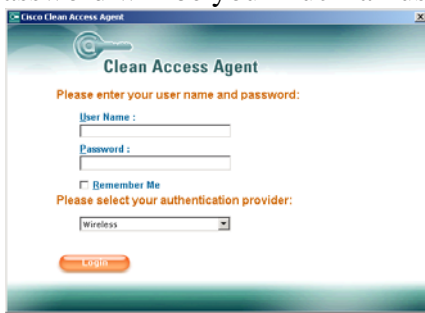 Cisco Clean Access Agent
Clean Access Agent
Please enter your user name and password:
User Name :
Password :
Remember Me
Please select your authentication provider:
Wireless
Login